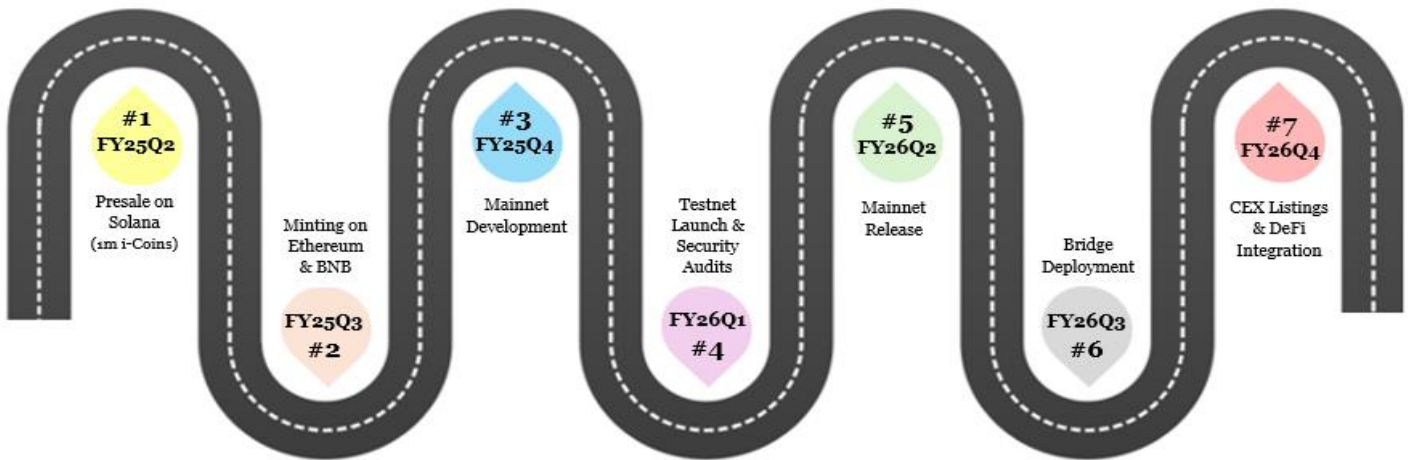 #1
FY25Q2
Presale on
Solana
(1m i-Coins)
Minting on
Ethereum
& BNB
FY25Q3
#2
#3
FY25Q4
Mainnet
Development
Testnet
Launch &
Security
Audits
FY26Q1
#4
#5
FY26Q2
Mainnet
Release
Bridge
Deployment
FY26Q3
#6
#7
FY26Q4
CEX Listings
& DeFi
Integration